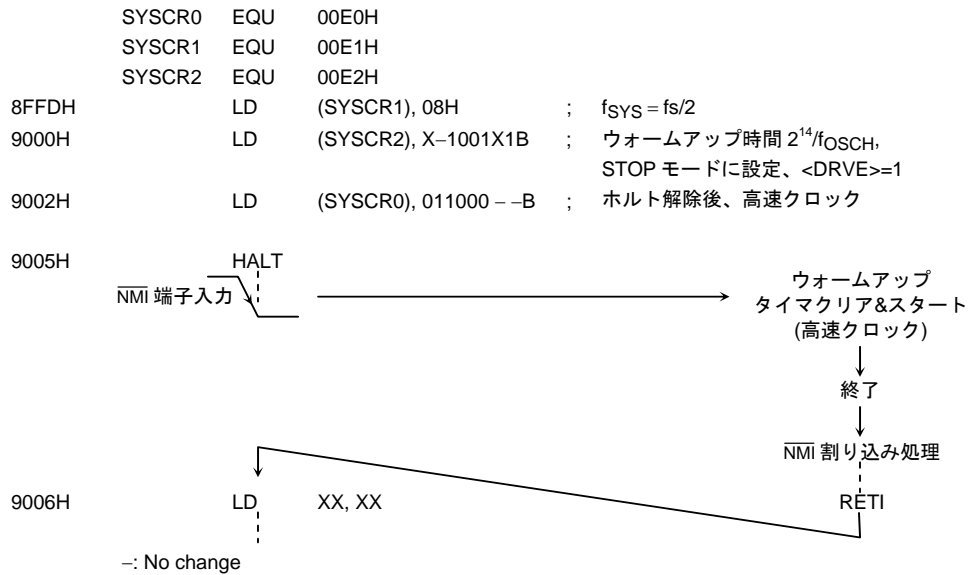 SYSCR0 EQU 00E0H
SYSCR1 EQU 00E1H
SYSCR2 EQU 00E2H
8FFDH LD (SYSCR1), 08H ; fSYS = fs/2
9000H LD (SYSCR2), X−1001X1B ; ウォームアップ時間 2^14/fOSCH,
STOP モードに設定、<DRVE>=1
9002H LD (SYSCR0), 011000 − −B ; ホルト解除後、高速クロック
9005H HALT
NMI 端子入力
ウォームアップ
タイマクリア&スタート
(高速クロック)
終了
NMI 割り込み処理
9006H LD XX, XX RETI
−: No change